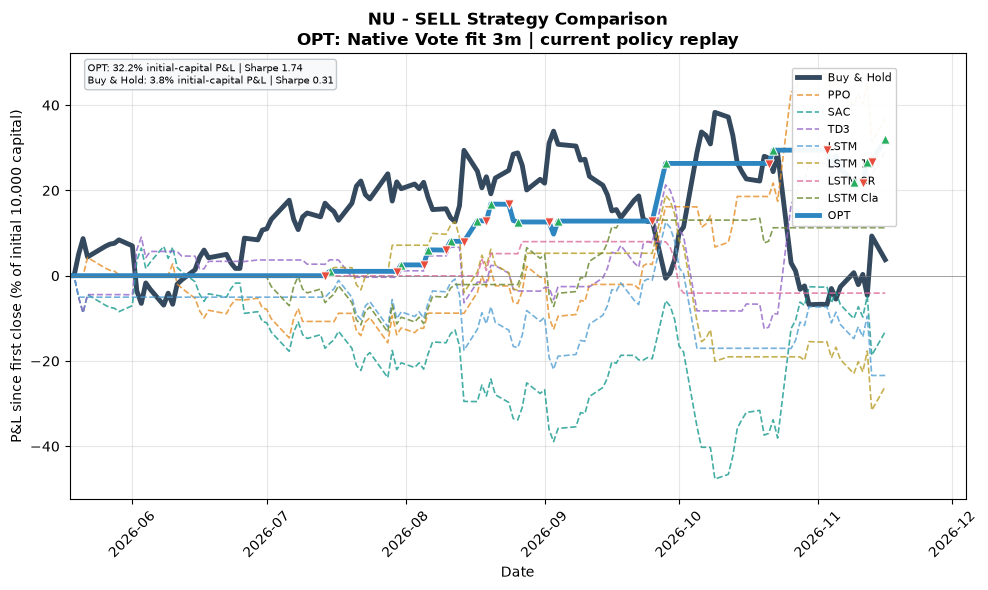 NU - SELL Strategy Comparison
OPT: Native Vote fit 3m | current policy replay
OPT: 32.2% initial-capital P&L | Sharpe 1.74
Buy & Hold: 3.8% initial-capital P&L | Sharpe 0.31
Buy & Hold
PPO
SAC
TD3
LSTM
LSTM
LSTM
LSTM Cla
OPT
P&L since first close (% of initial 10,000 capital)
40
20
0
−20
−40
2026-06
2026-07
2026-08
2026-09
2026-10
2026-11
2026-12
Date